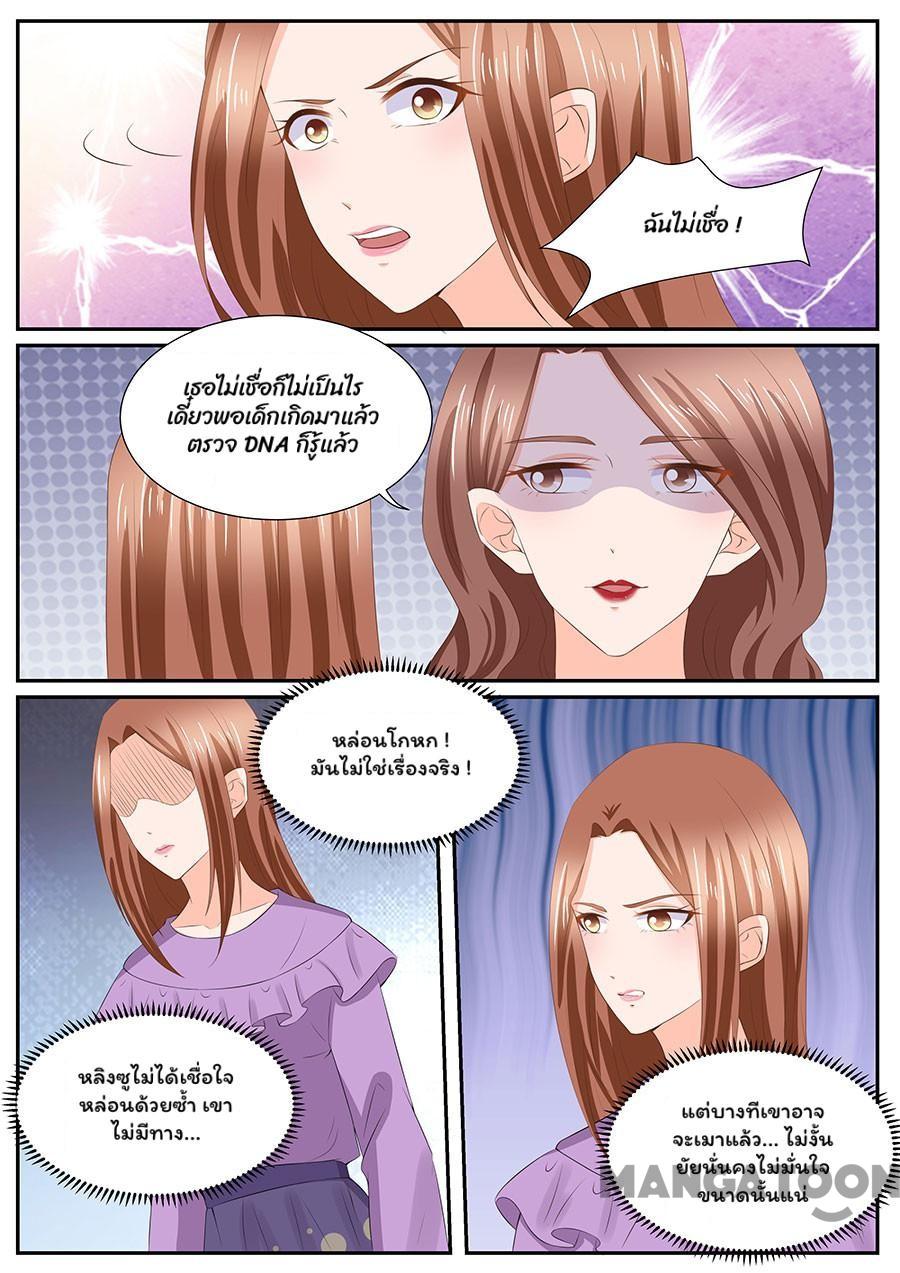 ฉันไม่เชื่อ !
เธอไม่เชื่อก็ไม่เป็นไร
เดี๋ยวพอเด็กเกิดมาแล้ว
ตรวจ DNA ก็รู้แล้ว
หล่อนโกหก !
มันไม่ใช่เรื่องจริง !
หลิงซูไม่ได้เชื่อใจ
หล่อนด้วยซ้ำ เขา
ไม่มีทาง...
แต่บางทีเขาอาจ
จะเมาแล้ว... ไม่งั้น
ยัยนั่นคงไม่มั่นใจ
ขนาดนั้นแน่
MANGATOON